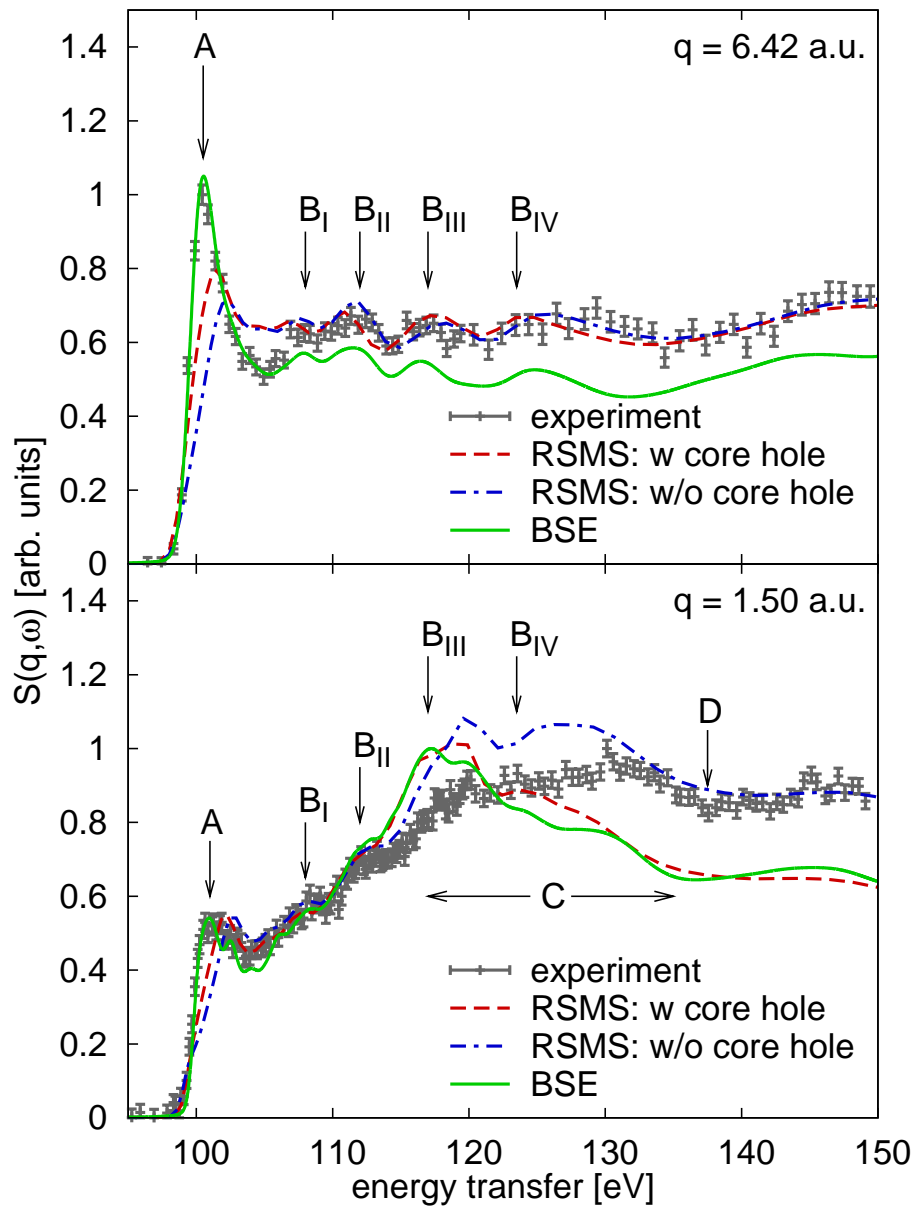 A
q = 6.42 a.u.
1.4
1.2
1
0.8
0.6
0.4
0.2
0
B_I
B_II
B_III
B_IV
experiment
RSMS: w core hole
RSMS: w/o core hole
BSE
S(q,ω) [arb. units]
q = 1.50 a.u.
1.4
1.2
1
0.8
0.6
0.4
0.2
0
A
B_I
B_II
B_III
B_IV
D
C
experiment
RSMS: w core hole
RSMS: w/o core hole
BSE
100 110 120 130 140 150
energy transfer [eV]